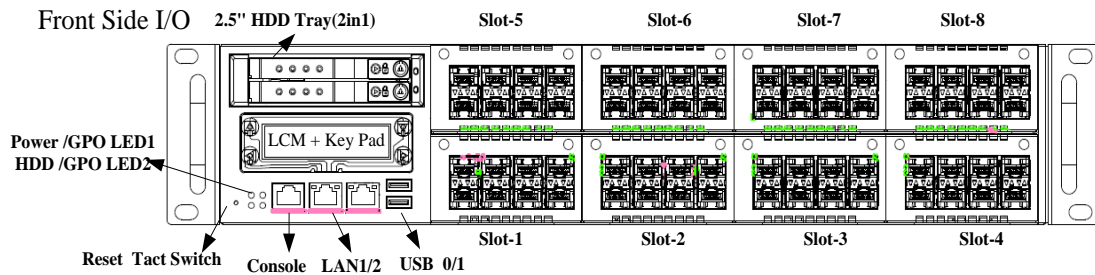 Front Side I/O
2.5" HDD Tray(2in1)
Slot-5
Slot-6
Slot-7
Slot-8
Power /GPO LED1
HDD /GPO LED2
LCM + Key Pad
Reset Tact Switch
Console
LAN1/2
USB 0/1
Slot-1
Slot-2
Slot-3
Slot-4